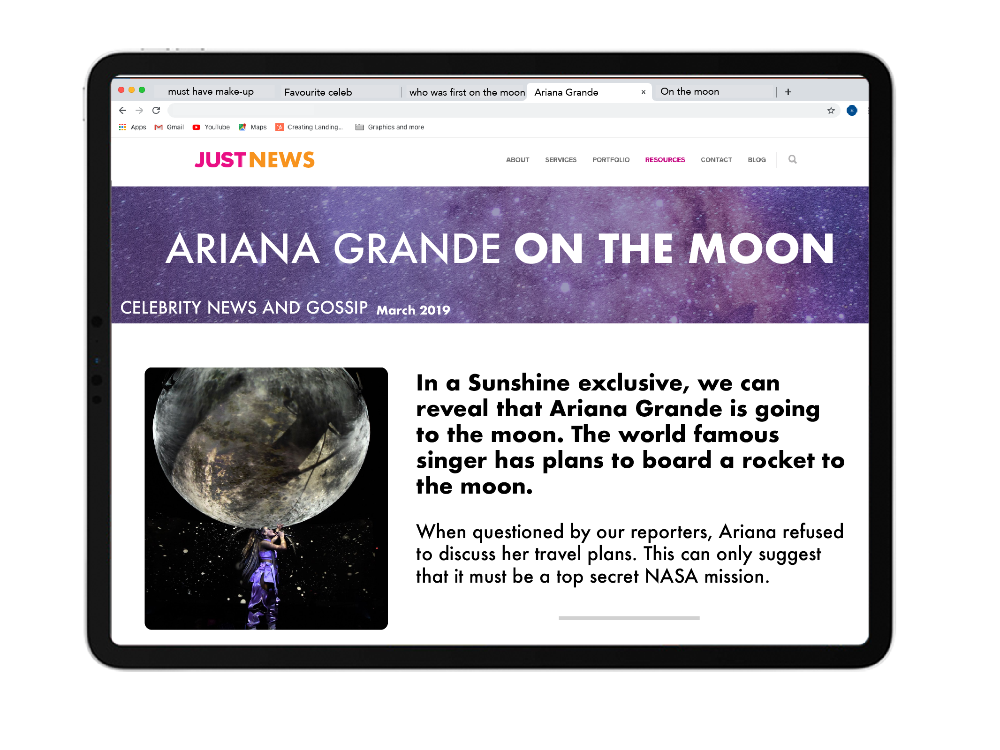 must have make-up
Favourite celeb
who was first on the moon
Ariana Grande x
On the moon
S
Apps Gmail YouTube Maps Creating Landing... Graphics and more
JUST NEWS
ABOUT SERVICES PORTFOLIO RESOURCES CONTACT BLOG
ARIANA GRANDE ON THE MOON
CELEBRITY NEWS AND GOSSIP March 2019
In a Sunshine exclusive, we can
reveal that Ariana Grande is going
to the moon. The world famous
singer has plans to board a rocket to
the moon.
When questioned by our reporters, Ariana refused
to discuss her travel plans. This can only suggest
that it must be a top secret NASA mission.